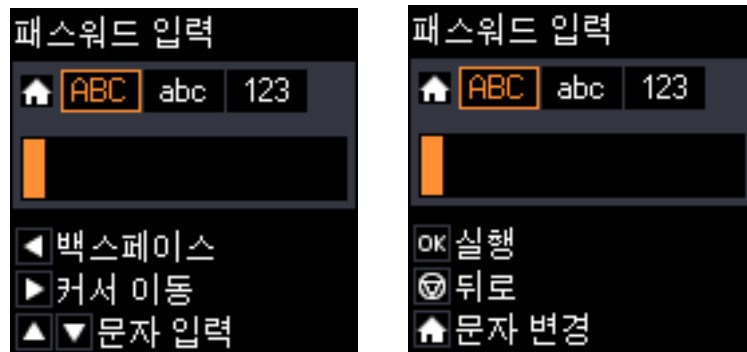 패스워드 입력
ABC abc 123
백스페이스
커서 이동
문자 입력
패스워드 입력
ABC abc 123
OK 실행
뒤로
문자 변경